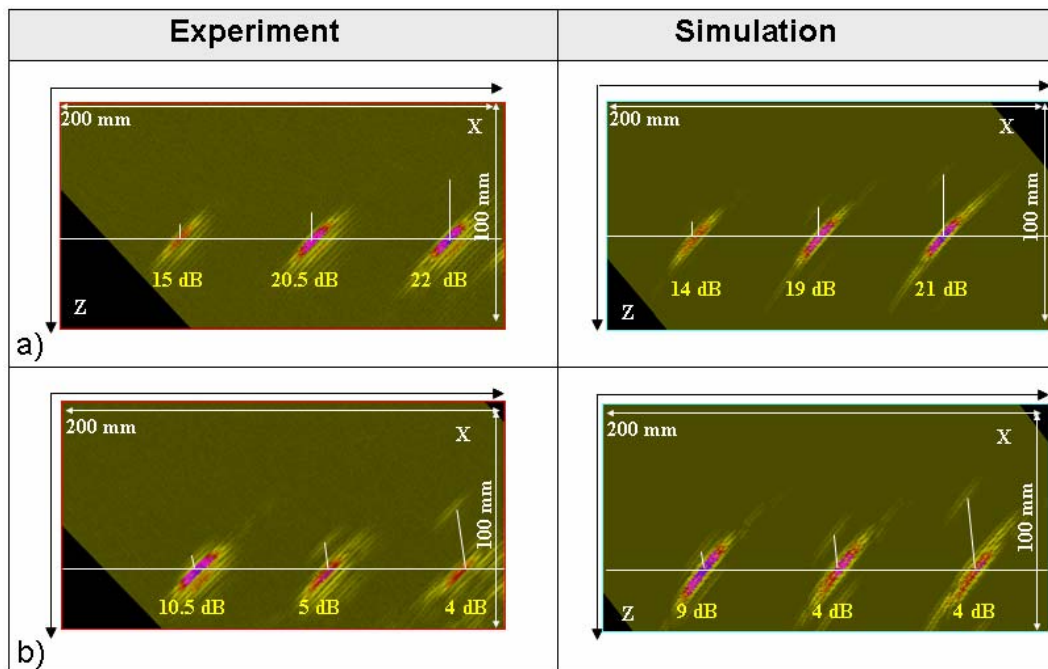 Experiment
Simulation
200 mm
X
100 mm
15 dB
20.5 dB
22 dB
Z
200 mm
X
100 mm
14 dB
19 dB
21 dB
Z
a)
200 mm
X
100 mm
10.5 dB
5 dB
4 dB
200 mm
X
100 mm
9 dB
4 dB
4 dB
Z
b)